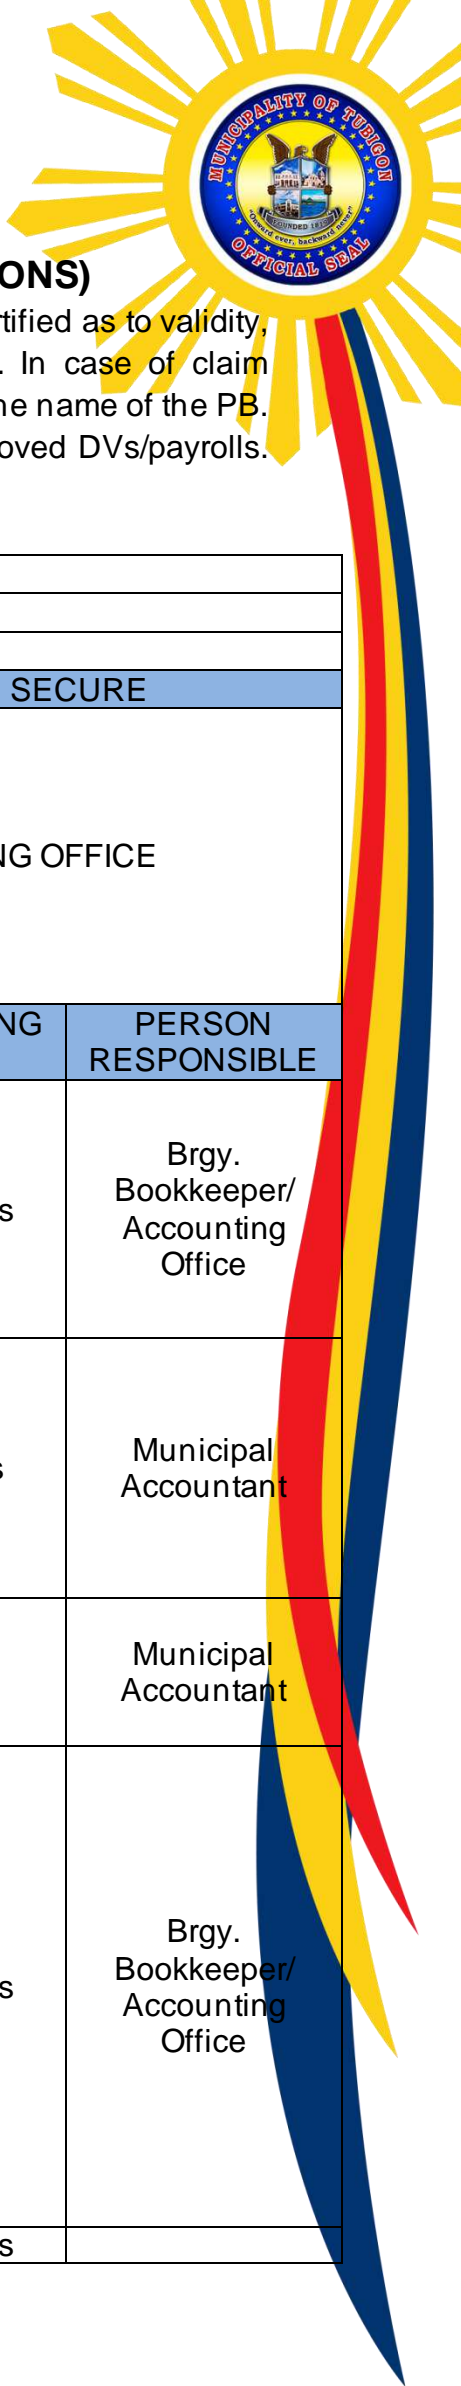 MUNICIPALITY OF TUBIGON
FOUNDED 1819
"Onward ever, backward never"
OFFICIAL SEAL
ONS)
rtified as to validity,
. In case of claim
he name of the PB.
oved DVs/payrolls.
SECURE
NG OFFICE
NG
PERSON
RESPONSIBLE
s
Brgy.
Bookkeeper/
Accounting
Office
s
Municipal
Accountant
Municipal
Accountant
s
Brgy.
Bookkeeper/
Accounting
Office
s